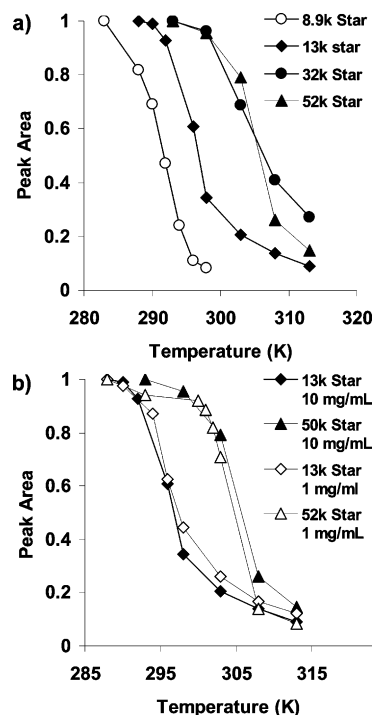 a)
8.9k Star
13k star
32k Star
52k Star
Peak Area
1
0.8
0.6
0.4
0.2
0
280 290 300 310 320
Temperature (K)
b)
13k Star
10 mg/mL
50k Star
10 mg/mL
13k Star
1 mg/ml
52k Star
1 mg/mL
Peak Area
1
0.8
0.6
0.4
0.2
0
285 295 305 315
Temperature (K)